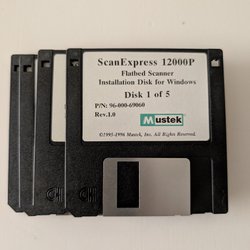 ScanExpress 12000P
Flatbed Scanner
Installation Disk for Windows
Disk 1 of 5
P/N: 96-000-69060
Rev.1.0
Mustek
©1995-1996 Mustek, Inc. All Rights Reserved.